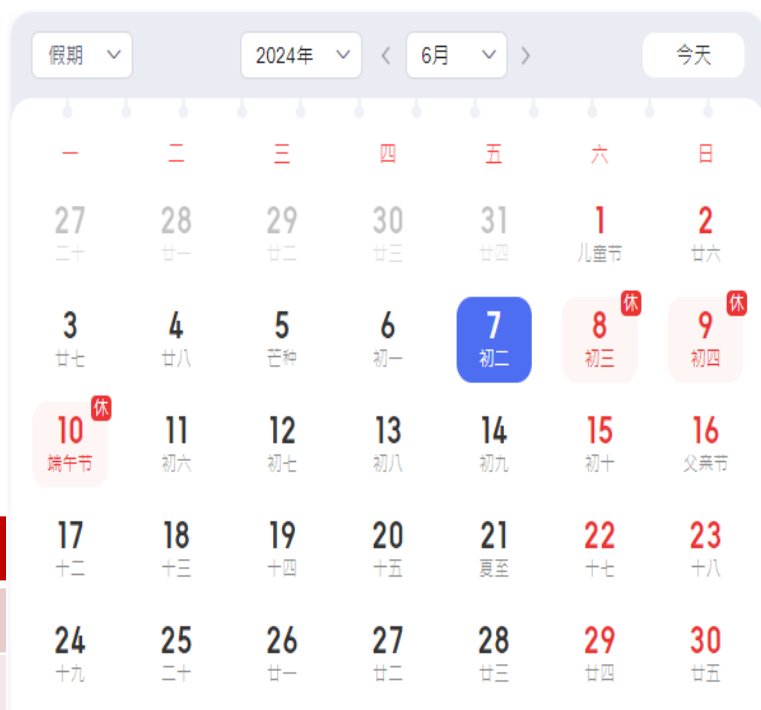 假期 2024年 6月 今天
一 二 三 四 五 六 日
27 28 29 30 31 1 2
二十 廿一 廿二 廿三 廿四 儿童节 廿六
休 休
3 4 5 6 7 8 9
廿七 廿八 芒种 初一 初二 初三 初四
休
10 11 12 13 14 15 16
端午节 初六 初七 初八 初九 初十 父亲节
17 18 19 20 21 22 23
十二 十三 十四 十五 夏至 十七 十八
24 25 26 27 28 29 30
十九 二十 廿一 廿二 廿三 廿四 廿五